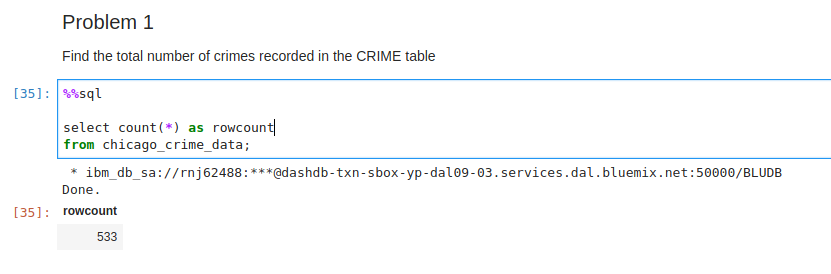 Problem 1
Find the total number of crimes recorded in the CRIME table
[35]: %%sql
select count(*) as rowcount
from chicago_crime_data;
* ibm_db_sa://rnj62488:***@dashdb-txn-sbox-yp-dal09-03.services.dal.bluemix.net:50000/BLUDB
Done.
[35]: rowcount
533